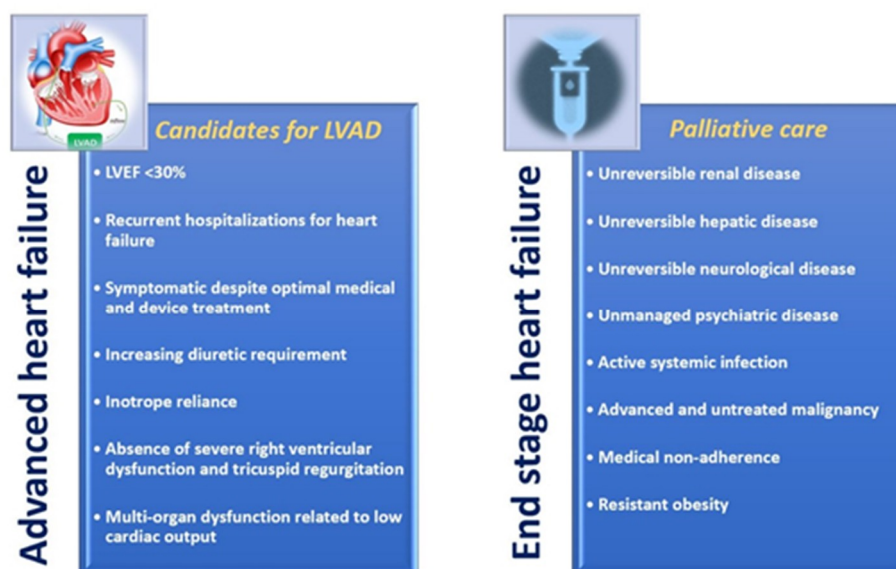 LVAD
Advanced heart failure
Candidates for LVAD
• LVEF <30%
• Recurrent hospitalizations for heart
failure
• Symptomatic despite optimal medical
and device treatment
• Increasing diuretic requirement
• Inotrope reliance
• Absence of severe right ventricular
dysfunction and tricuspid regurgitation
• Multi-organ dysfunction related to low
cardiac output
End stage heart failure
Palliative care
• Unreversible renal disease
• Unreversible hepatic disease
• Unreversible neurological disease
• Unmanaged psychiatric disease
• Active systemic infection
• Advanced and untreated malignancy
• Medical non-adherence
• Resistant obesity